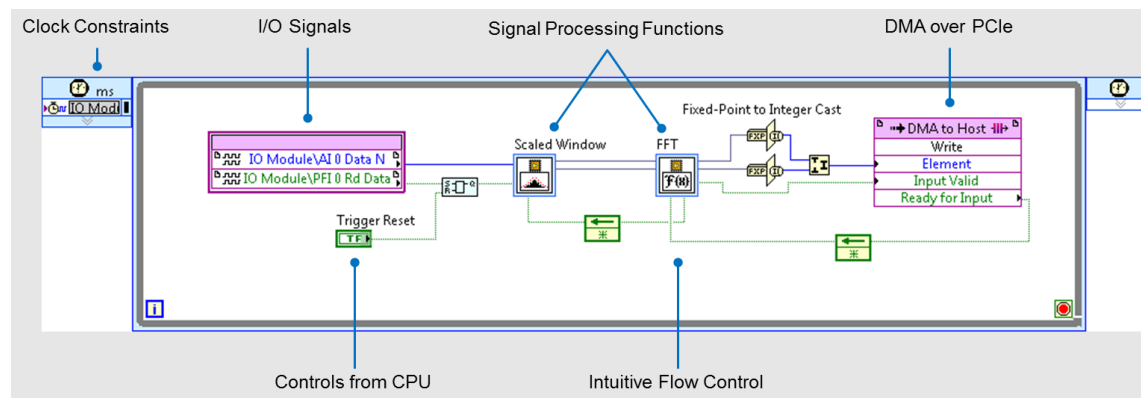 Clock Constraints
I/O Signals
Signal Processing Functions
DMA over PCIe
ms
IO Mod
Fixed-Point to Integer Cast
Scaled Window
FFT
DMA to Host
Write
Element
Input Valid
Ready for Input
IO Module\AI 0 Data N
IO Module\PFI 0 Rd Data
FXP
FXP
I
I
I
F(x)
S
R
Q
Trigger Reset
TF
i
Controls from CPU
Intuitive Flow Control